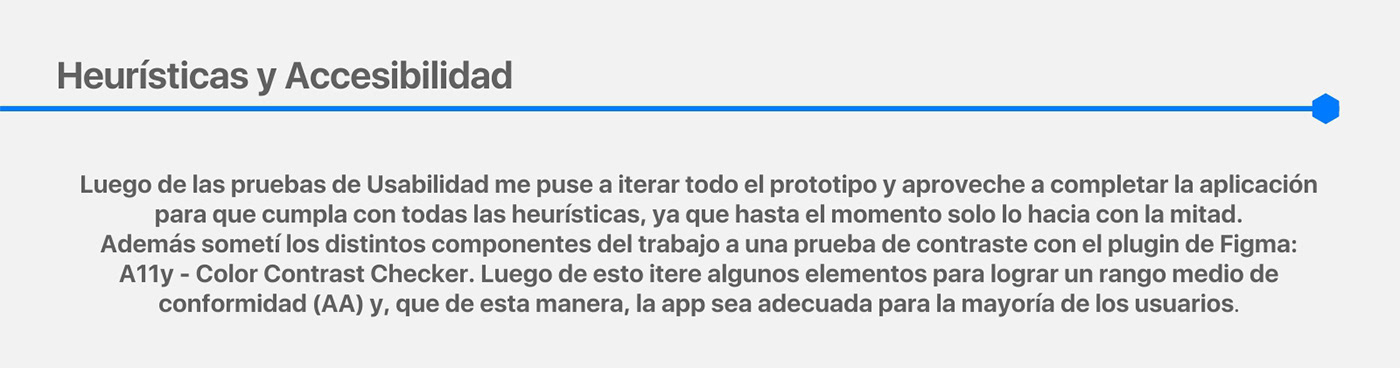 Heurísticas y Accesibilidad
Luego de las pruebas de Usabilidad me puse a iterar todo el prototipo y aproveche a completar la aplicación
para que cumpla con todas las heurísticas, ya que hasta el momento solo lo hacia con la mitad.
Además sometí los distintos componentes del trabajo a una prueba de contraste con el plugin de Figma:
A11y - Color Contrast Checker. Luego de esto itere algunos elementos para lograr un rango medio de
conformidad (AA) y, que de esta manera, la app sea adecuada para la mayoría de los usuarios.